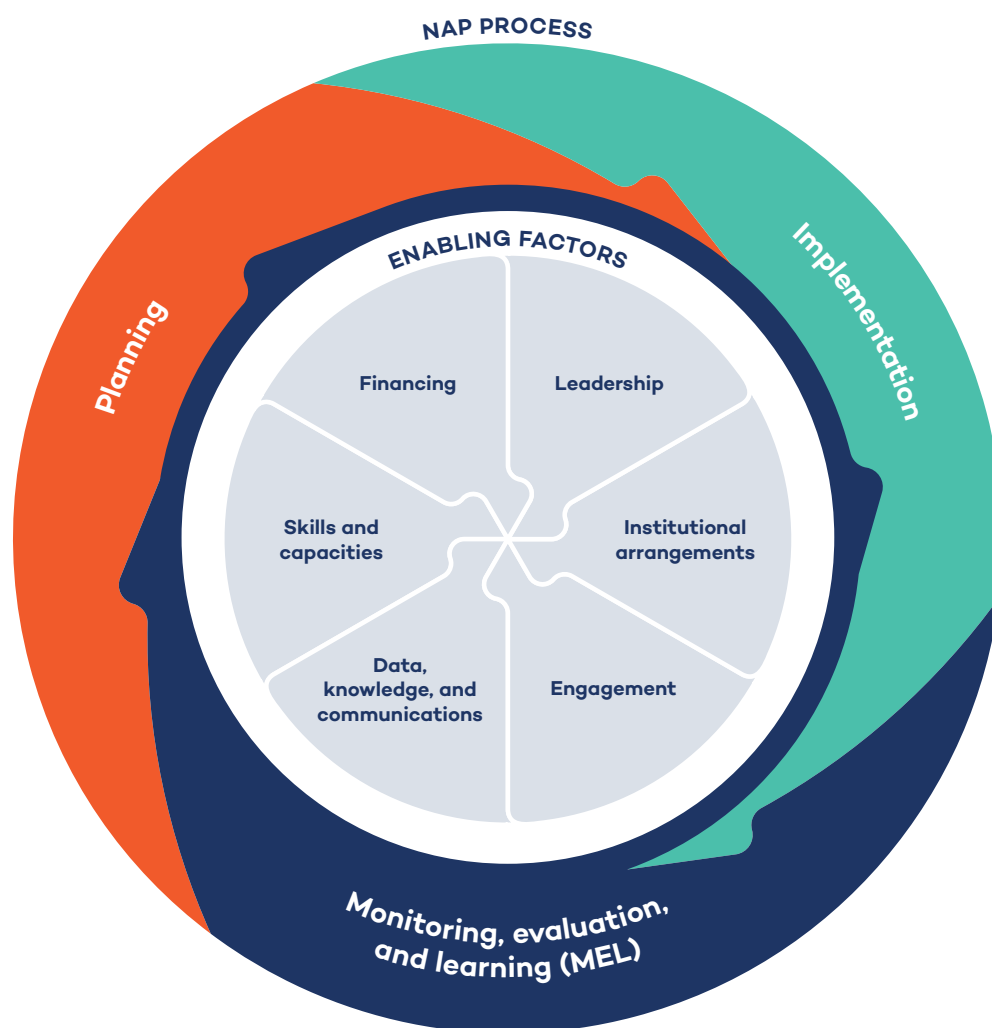 NAP PROCESS
Planning
Implementation
Monitoring, evaluation,
and learning (MEL)
ENABLING FACTORS
Financing
Leadership
Skills and
capacities
Institutional
arrangements
Data,
knowledge, and
communications
Engagement